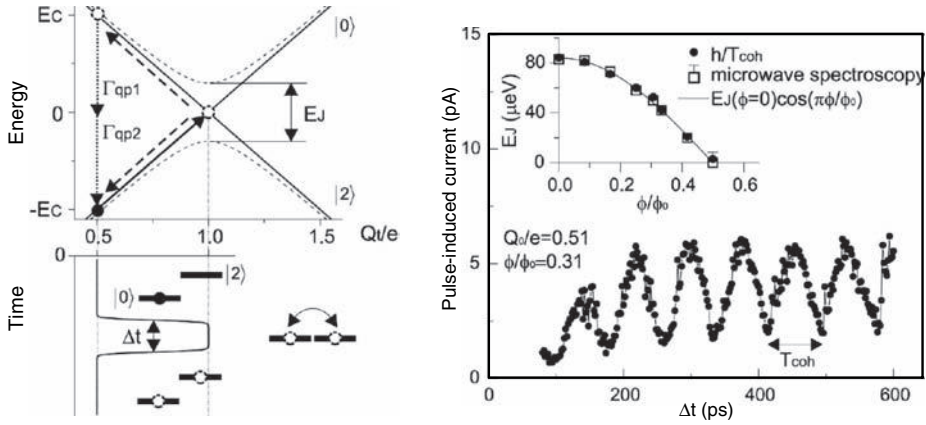 Energy
Ec
0
-Ec
|0⟩
|2⟩
Γqp1
Γqp2
EJ
0.5
1.0
1.5
Qt/e
Time
0
|2⟩
|0⟩
Δt
Pulse-induced current (pA)
15
10
5
0
EJ (μeV)
80
40
0
0.0
0.2
0.4
0.6
ϕ/ϕ0
h/Tcoh
microwave spectroscopy
EJ(ϕ=0)cos(πϕ/ϕ0)
Q0/e=0.51
ϕ/ϕ0=0.31
Tcoh
0
200
400
600
Δt (ps)